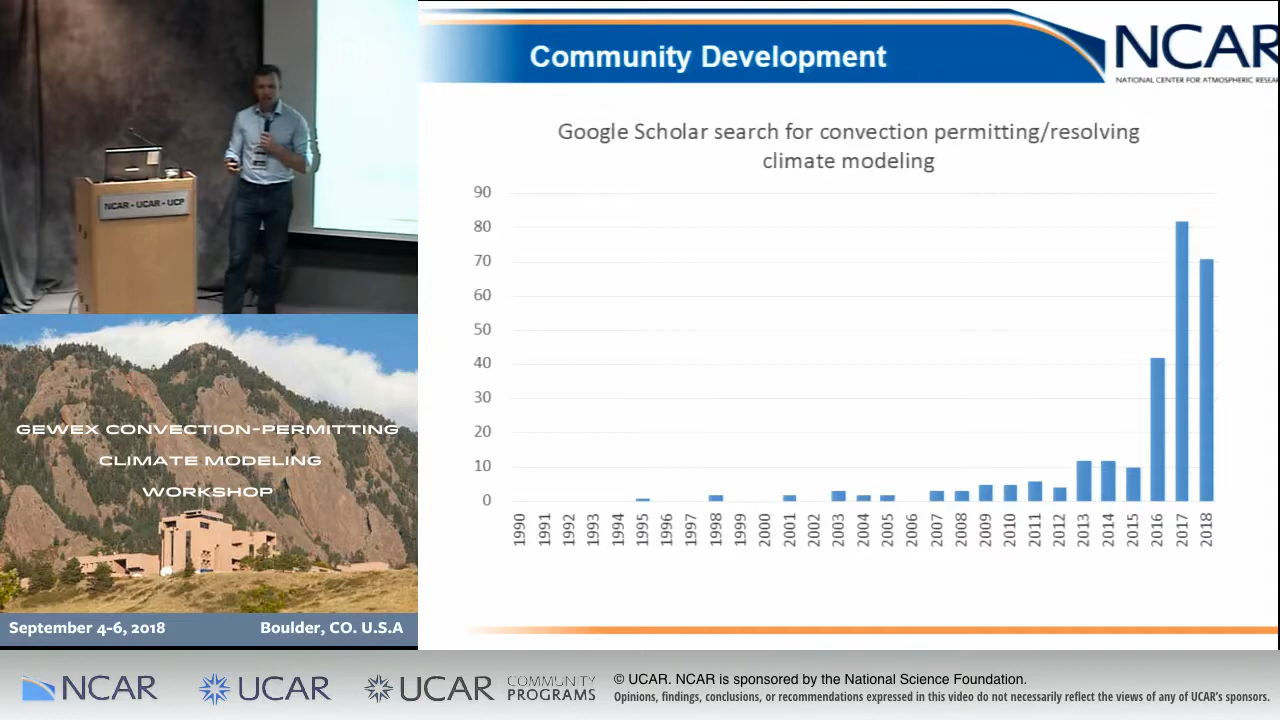 NCAR - UCAR - UCP
GEWEX CONVECTION-PERMITTING
CLIMATE MODELING
WORKSHOP
September 4-6, 2018
Boulder, CO. U.S.A
Community Development
NCAR
NATIONAL CENTER FOR ATMOSPHERIC RESEA
Google Scholar search for convection permitting/resolving
climate modeling
90
80
70
60
50
40
30
20
10
0
1990
1991
1992
1993
1994
1995
1996
1997
1998
1999
2000
2001
2002
2003
2004
2005
2006
2007
2008
2009
2010
2011
2012
2013
2014
2015
2016
2017
2018
NCAR
UCAR
UCAR
COMMUNITY
PROGRAMS
© UCAR. NCAR is sponsored by the National Science Foundation.
Opinions, findings, conclusions, or recommendations expressed in this video do not necessarily reflect the views of any of UCAR's sponsors.